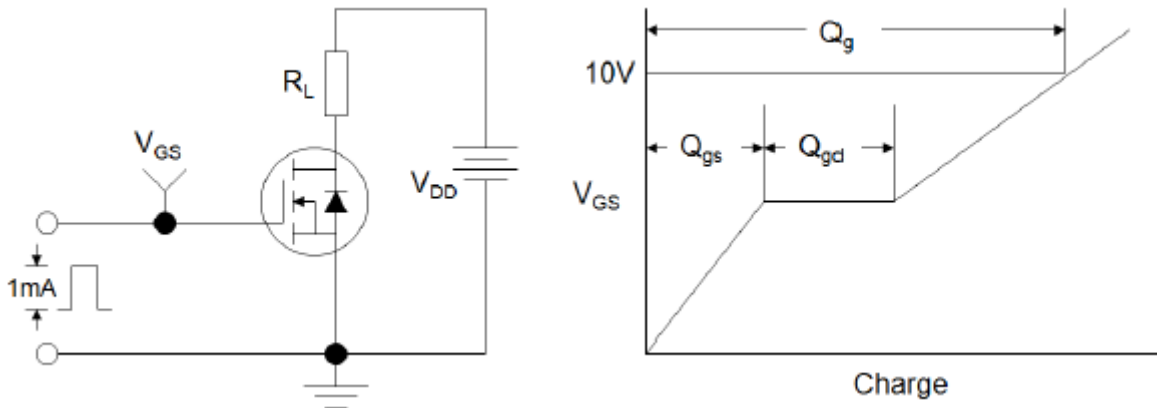 R_L
V_GS
V_DD
1mA
Q_g
10V
Q_gs
Q_gd
V_GS
Charge